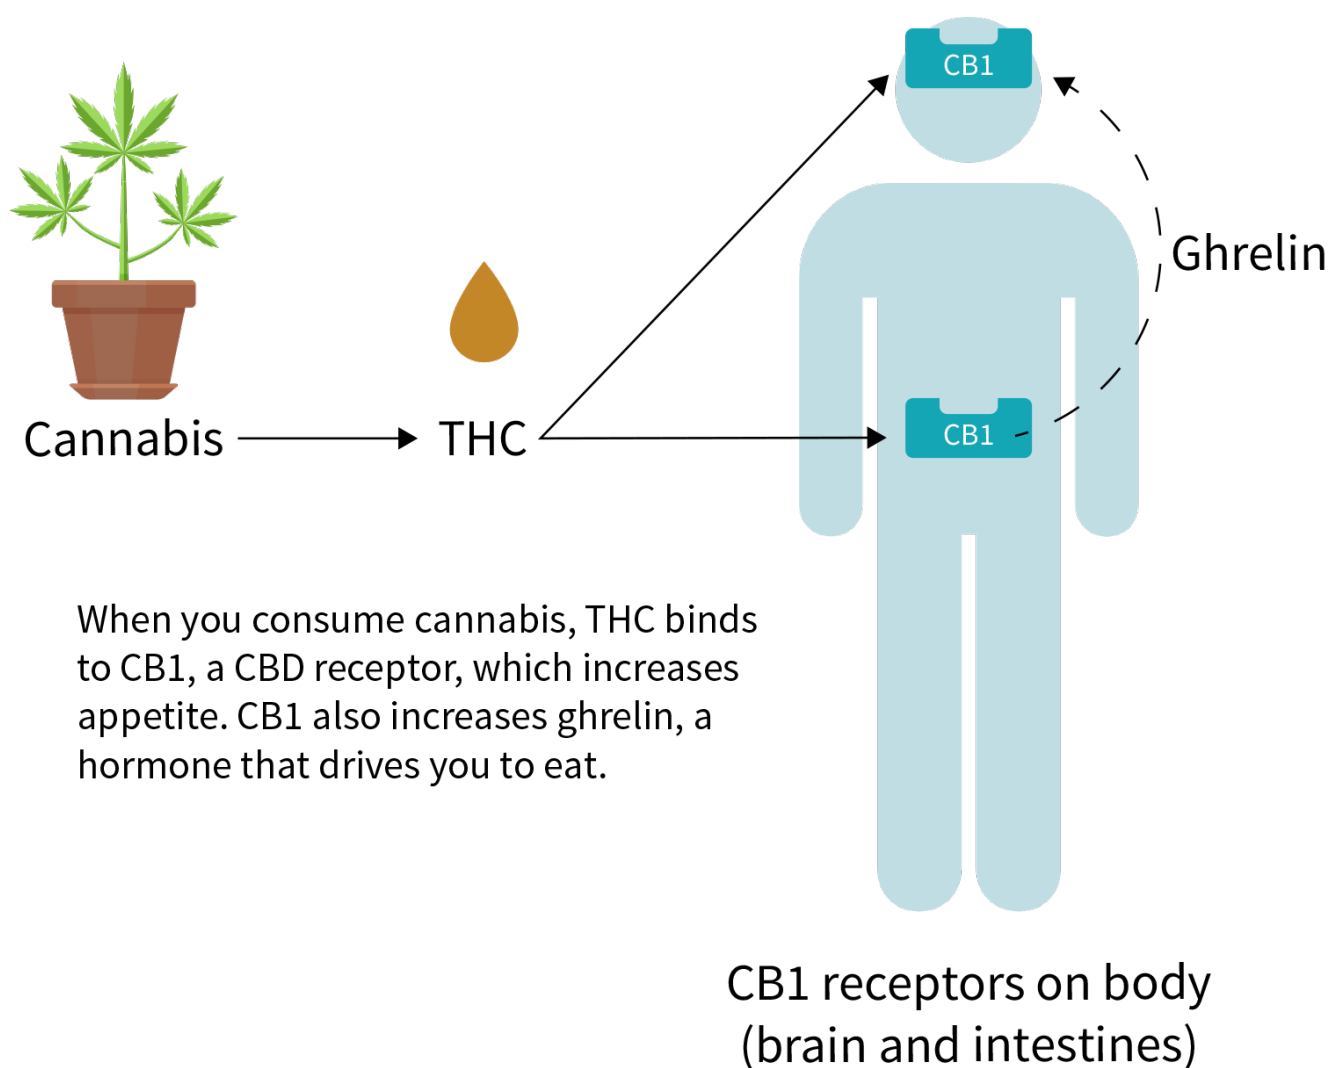 CB1
Ghrelin
CB1
Cannabis
THC
When you consume cannabis, THC binds
to CB1, a CBD receptor, which increases
appetite. CB1 also increases ghrelin, a
hormone that drives you to eat.
CB1 receptors on body
(brain and intestines)